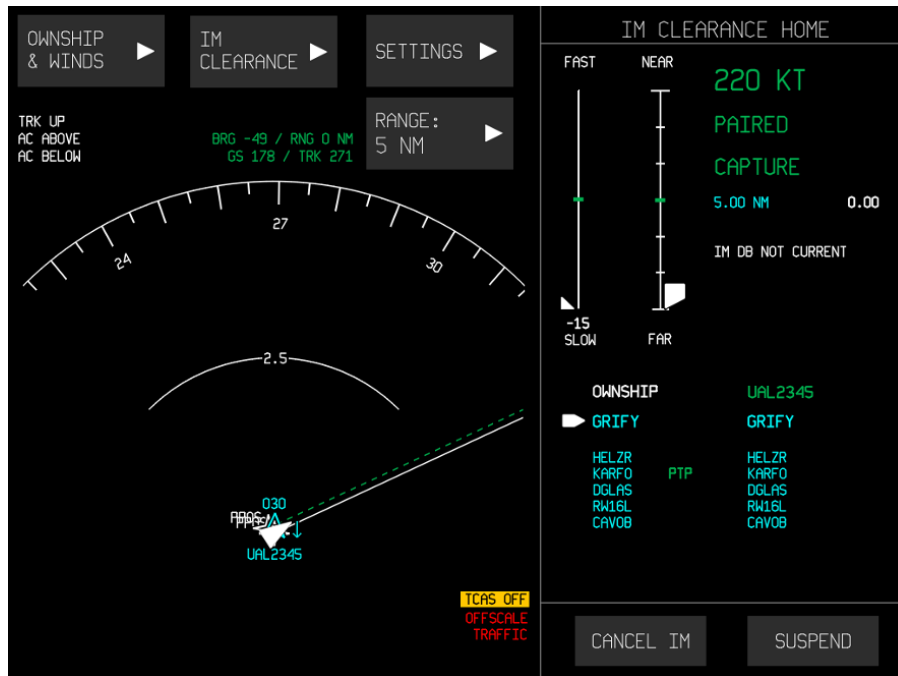 OWNSHIP
& WINDS
IM
CLEARANCE
SETTINGS
TRK UP
AC ABOVE
AC BELOW
BRG -49 / RNG 0 NM
GS 178 / TRK 271
RANGE:
5 NM
24
27
30
2.5
030
UAL2345
TCAS OFF
OFFSCALE
TRAFFIC
IM CLEARANCE HOME
FAST
NEAR
220 KT
PAIRED
CAPTURE
5.00 NM 0.00
IM DB NOT CURRENT
-15
SLOW
FAR
OWNSHIP UAL2345
GRIFY GRIFY
HELZR HELZR
KARFO PTP KARFO
DGLAS DGLAS
RW16L RW16L
CAVOB CAVOB
CANCEL IM
SUSPEND